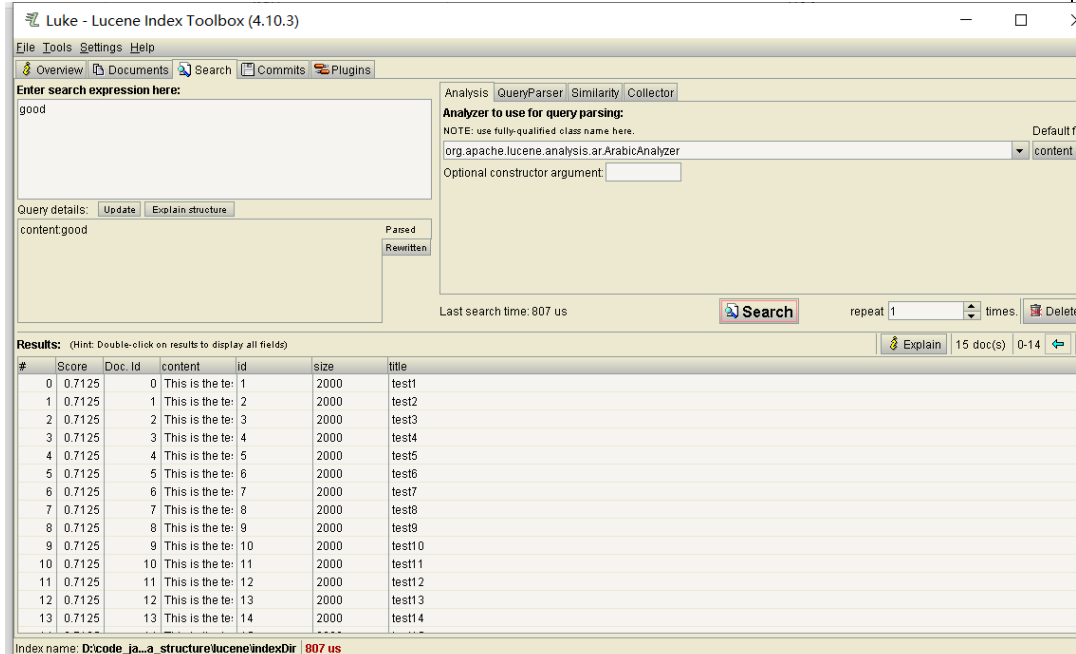 Luke - Lucene Index Toolbox (4.10.3)
File Tools Settings Help
Overview Documents Search Commits Plugins
Enter search expression here:
good
Analysis QueryParser Similarity Collector
Analyzer to use for query parsing:
NOTE: use fully-qualified class name here.
Default f
org.apache.lucene.analysis.ar.ArabicAnalyzer
content
Optional constructor argument:
Query details: Update Explain structure
content:good
Parsed
Rewritten
Last search time: 807 us
Search
repeat 1 times. Delete
Results: (Hint: Double-click on results to display all fields)
Explain 15 doc(s) 0-14
# Score Doc. Id content id size title
0 0.7125 0 This is the te 1 2000 test1
1 0.7125 1 This is the te 2 2000 test2
2 0.7125 2 This is the te 3 2000 test3
3 0.7125 3 This is the te 4 2000 test4
4 0.7125 4 This is the te 5 2000 test5
5 0.7125 5 This is the te 6 2000 test6
6 0.7125 6 This is the te 7 2000 test7
7 0.7125 7 This is the te 8 2000 test8
8 0.7125 8 This is the te 9 2000 test9
9 0.7125 9 This is the te 10 2000 test10
10 0.7125 10 This is the te 11 2000 test11
11 0.7125 11 This is the te 12 2000 test12
12 0.7125 12 This is the te 13 2000 test13
13 0.7125 13 This is the te 14 2000 test14
Index name: D:\code_ja...a_structure\lucene\indexDir 807 us